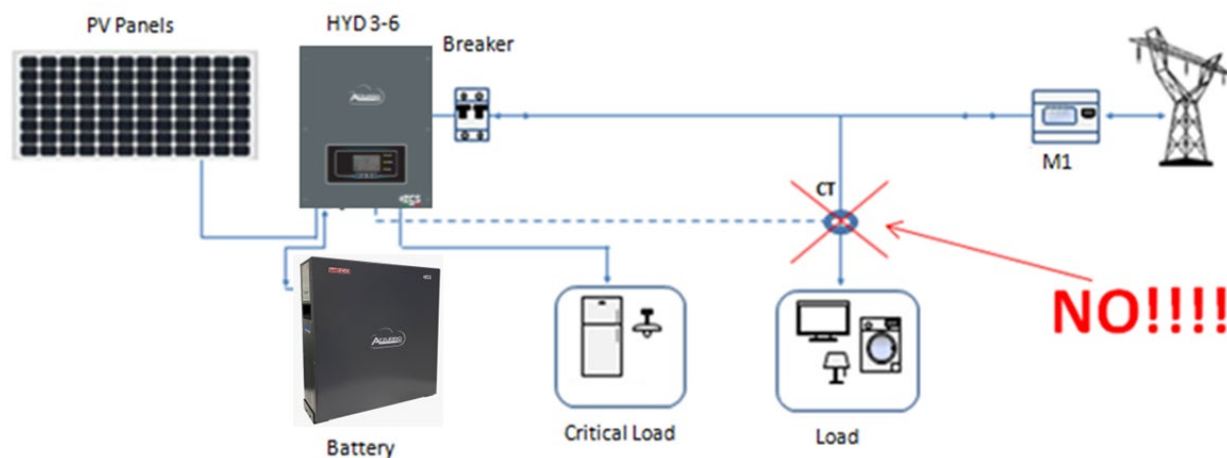 PV Panels
HYD 3-6
Breaker
M1
CT
NO!!!!
Battery
Critical Load
Load